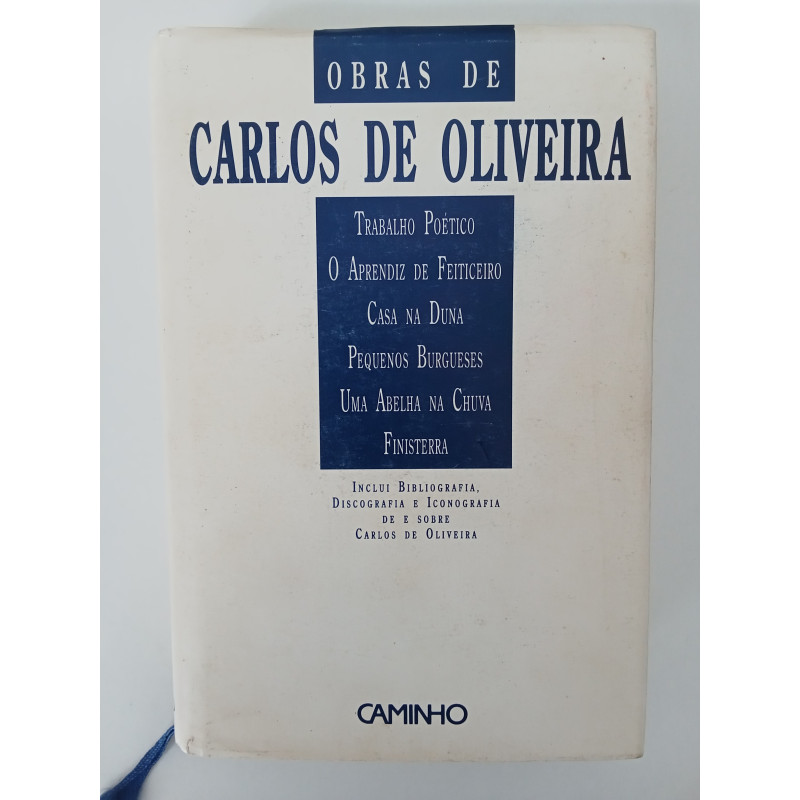 OBRAS DE
CARLOS DE OLIVEIRA
TRABALHO POÉTICO
O APRENDIZ DE FEITICEIRO
CASA NA DUNA
PEQUENOS BURGUESES
UMA ABELHA NA CHUVA
FINISTERRA
INCLUI BIBLIOGRAFIA,
DISCOGRAFIA E ICONOGRAFIA
DE E SOBRE
CARLOS DE OLIVEIRA
CAMINHO